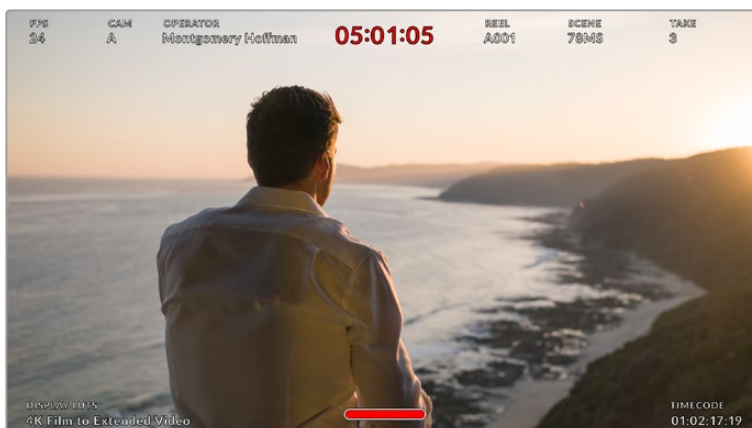 FPS CAM OPERATOR REEL SCENE TAKE
24 A Montgomery Hoffman 05:01:05 A001 78MS 3
DISPLAY LUTS TIMECODE
4K Film to Extended Video 01:02:17:19